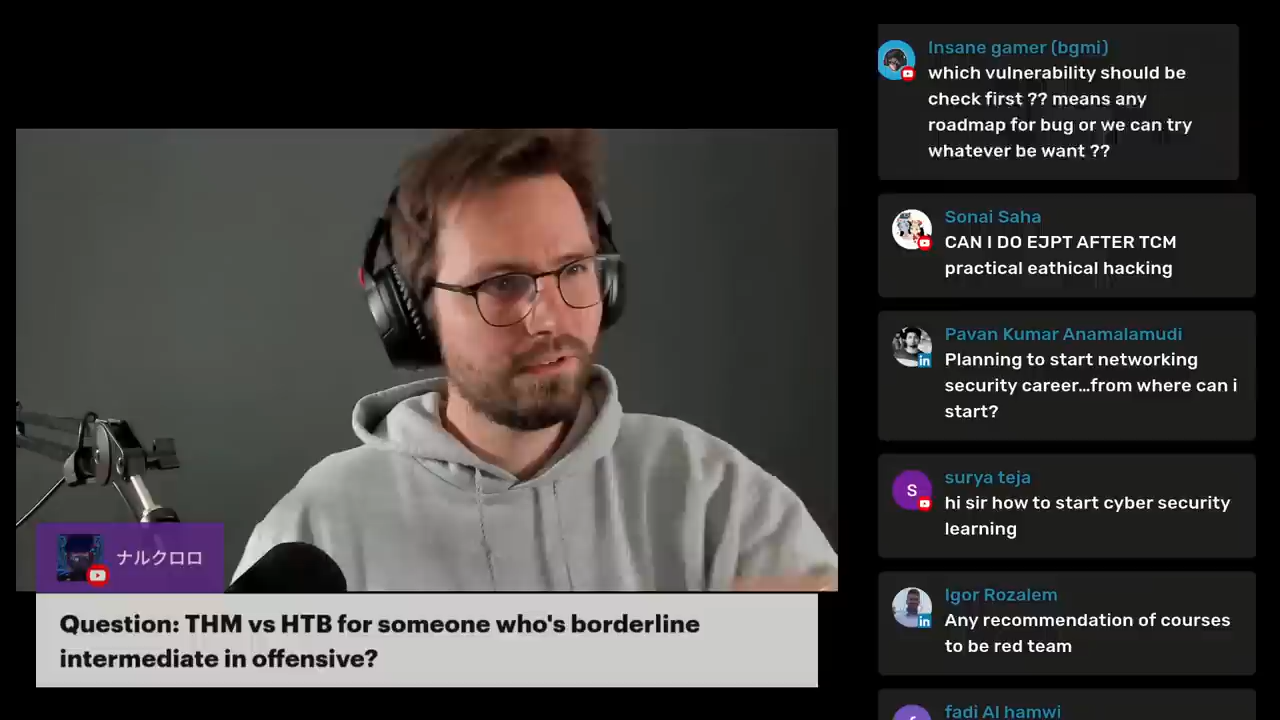 Insane gamer (bgmi)
which vulnerability should be
check first ?? means any
roadmap for bug or we can try
whatever be want ??
Sonai Saha
CAN I DO EJPT AFTER TCM
practical eathical hacking
Pavan Kumar Anamalamudi
Planning to start networking
security career...from where can i
start?
S
surya teja
hi sir how to start cyber security
learning
Igor Rozalem
Any recommendation of courses
to be red team
fadi Al hamwi
ナルクロロ
Question: THM vs HTB for someone who's borderline
intermediate in offensive?